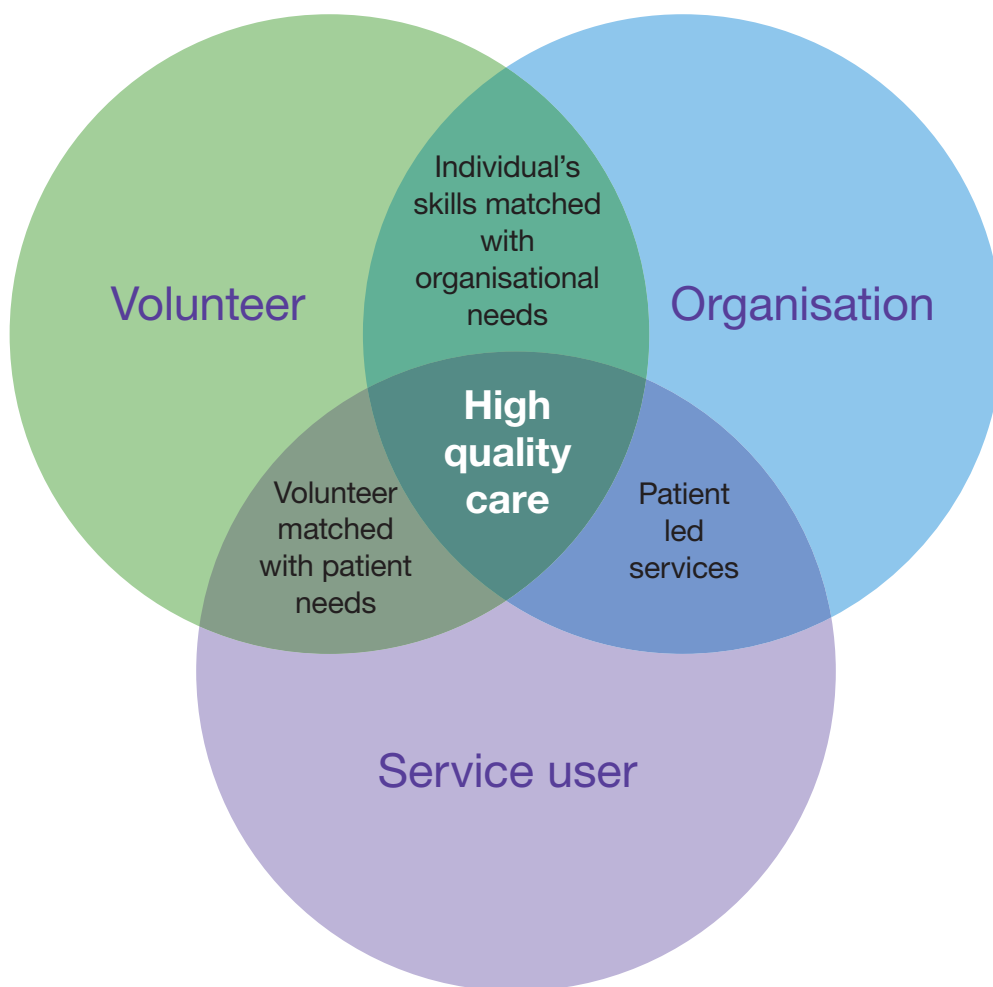 Individual’s
skills matched
with
organisational
needs
Volunteer
Organisation
High
quality
care
Volunteer
matched
with patient
needs
Patient
led
services
Service user